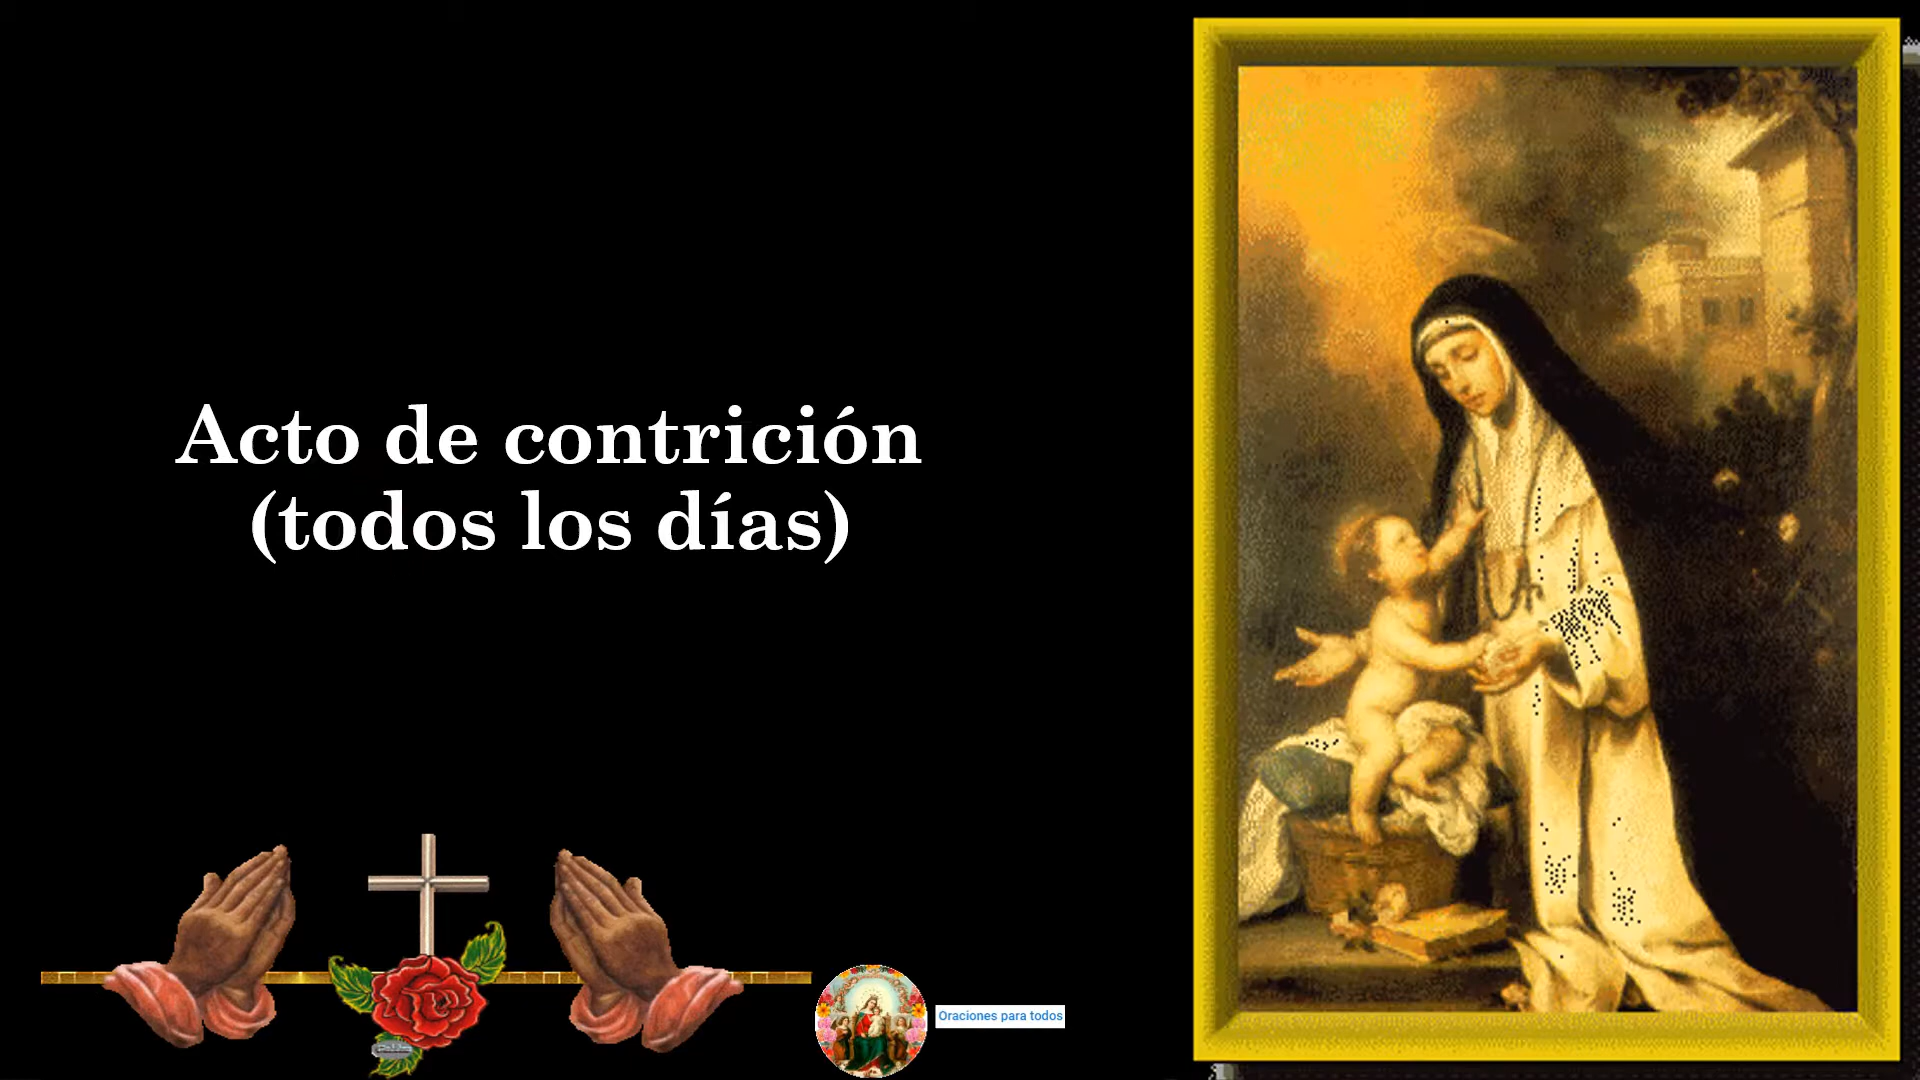 Acto de contrición
(todos los días)
Oraciones para todos